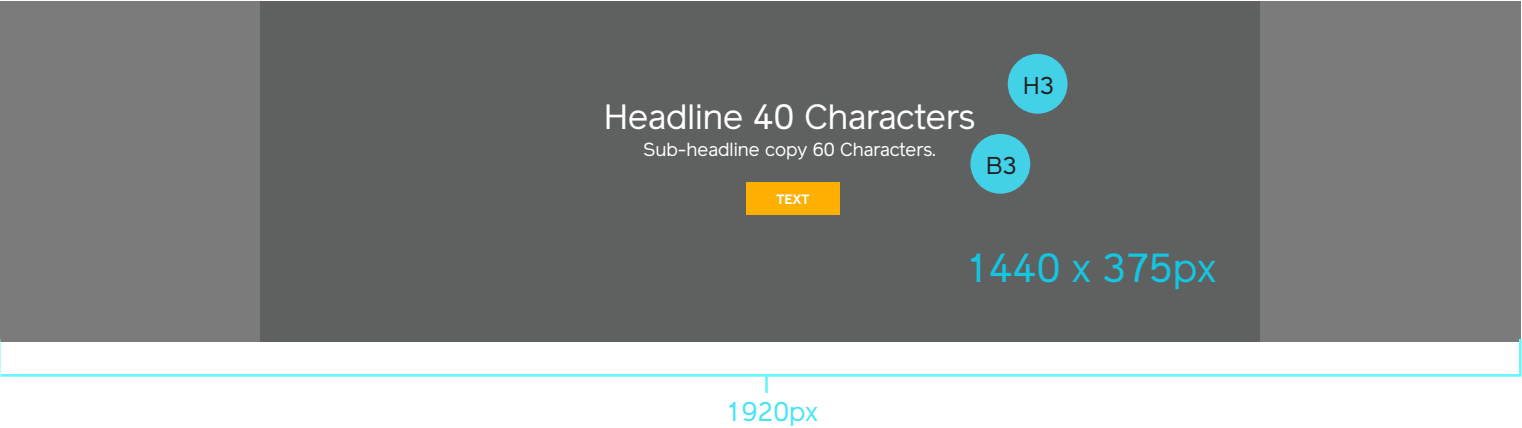 H3
Headline 40 Characters
Sub-headline copy 60 Characters.
B3
TEXT
1440 x 375px
1920px